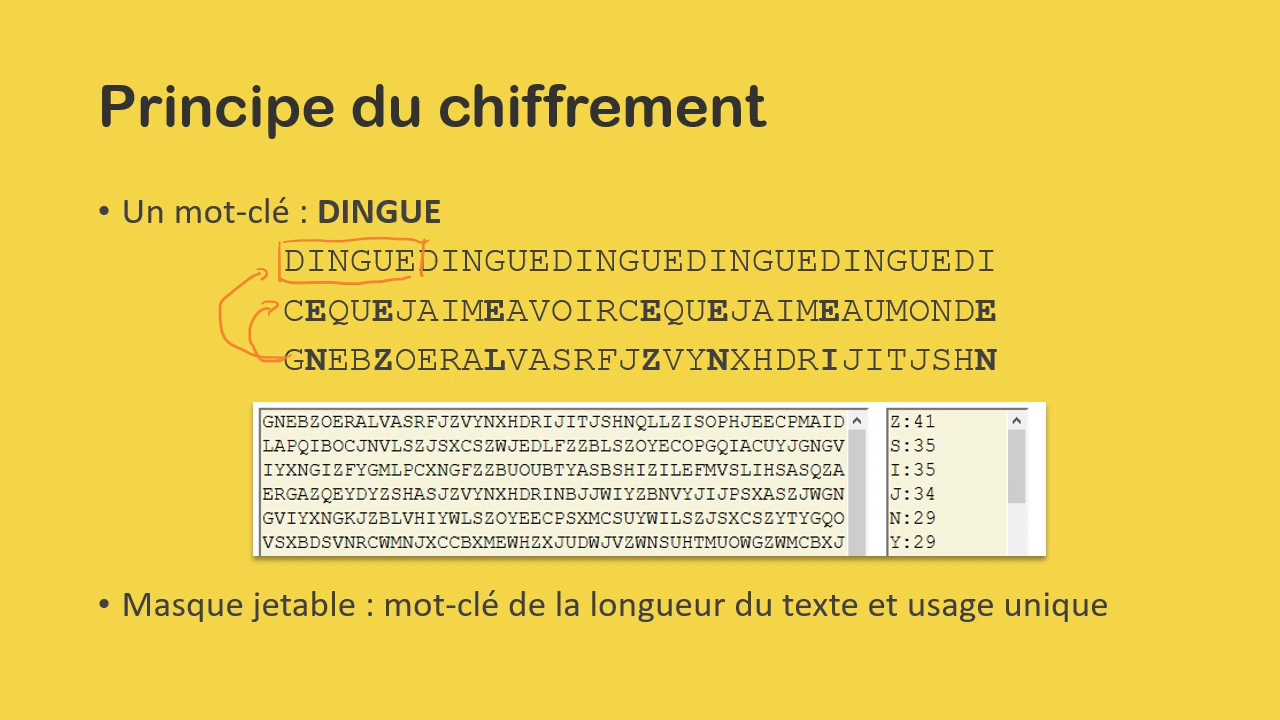 Principe du chiffrement
• Un mot-clé : DINGUE
DINGUEDINGUEDINGUEDINGUEDINGUEDI
CEQUEJAIMEAVOIRCEQUEJAIMEAUMONDE
GNEBZOERALVASRFJZVYNXHDRIJITJSHN
GNEBZOERALVASRFJZVYNXHDRIJITJSHNQLLZISOPHJEECPMAID
LAPQIBOCJNVLSZJSXCSZWJEDLFZZBLSZOYECOPGQIACUYJGNGV
IYXNGIZFYGMLPCXNGFZZBUOUBTYASBSHIZILEFMVSLIHSASQZA
ERGAZQEYDYZSHASJZVYNXHDRINBJJWIYZBNVYJIJPSXASZJWGN
GVIYXNGKJZBLVHIYWLSZOYEECPSXMCSUYWILSZJSXCSZYTYGQO
VSXBDSVNRCWMNJXCCBXMEWHZXJUDWJVZWNSUHTMUOWGZWMCBXJ
Z:41
S:35
I:35
J:34
N:29
Y:29
• Masque jetable : mot-clé de la longueur du texte et usage unique